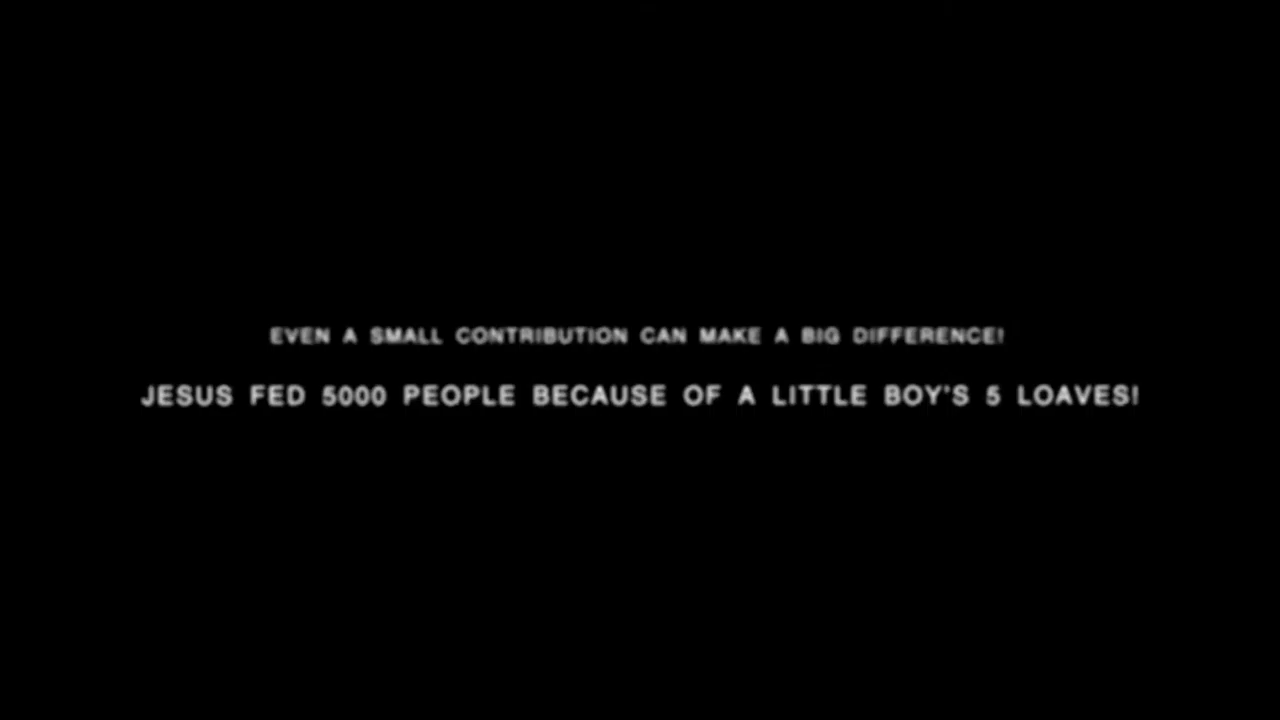 EVEN A SMALL CONTRIBUTION CAN MAKE A BIG DIFFERENCE!
JESUS FED 5000 PEOPLE BECAUSE OF A LITTLE BOY'S 5 LOAVES!